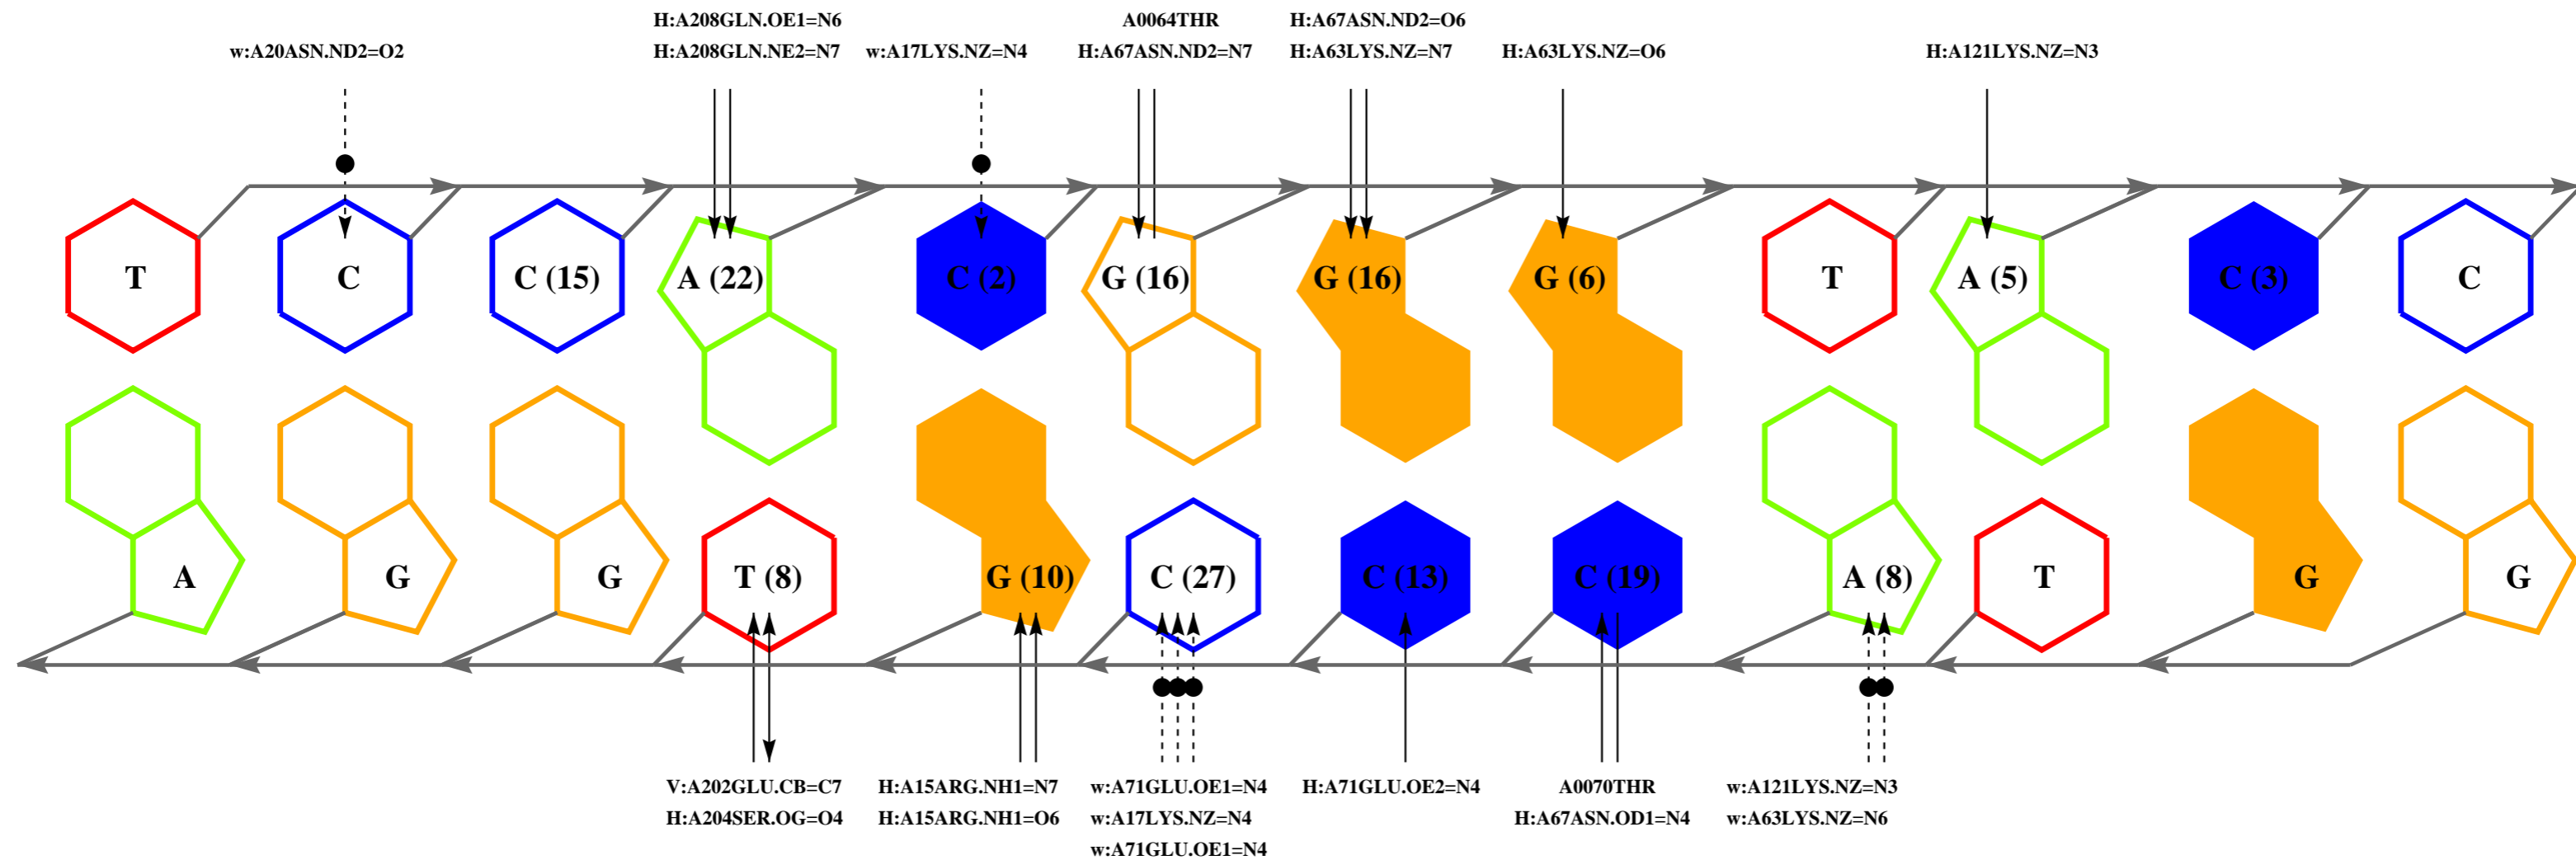 H:A208GLN.OE1=N6 A0064THR H:A67ASN.ND2=O6
w:A20ASN.ND2=O2 H:A208GLN.NE2=N7 w:A17LYS.NZ=N4 H:A67ASN.ND2=N7 H:A63LYS.NZ=N7 H:A63LYS.NZ=O6 H:A121LYS.NZ=N3
T C C (15) A (22) C (2) G (16) G (16) G (6) T A (5) C (3) C
A G G T (8) G (10) C (27) C (13) C (19) A (8) T G G
V:A202GLU.CB=C7 H:A15ARG.NH1=N7 w:A71GLU.OE1=N4 H:A71GLU.OE2=N4 A0070THR w:A121LYS.NZ=N3
H:A204SER.OG=O4 H:A15ARG.NH1=O6 w:A17LYS.NZ=N4 H:A67ASN.OD1=N4 w:A63LYS.NZ=N6
w:A71GLU.OE1=N4